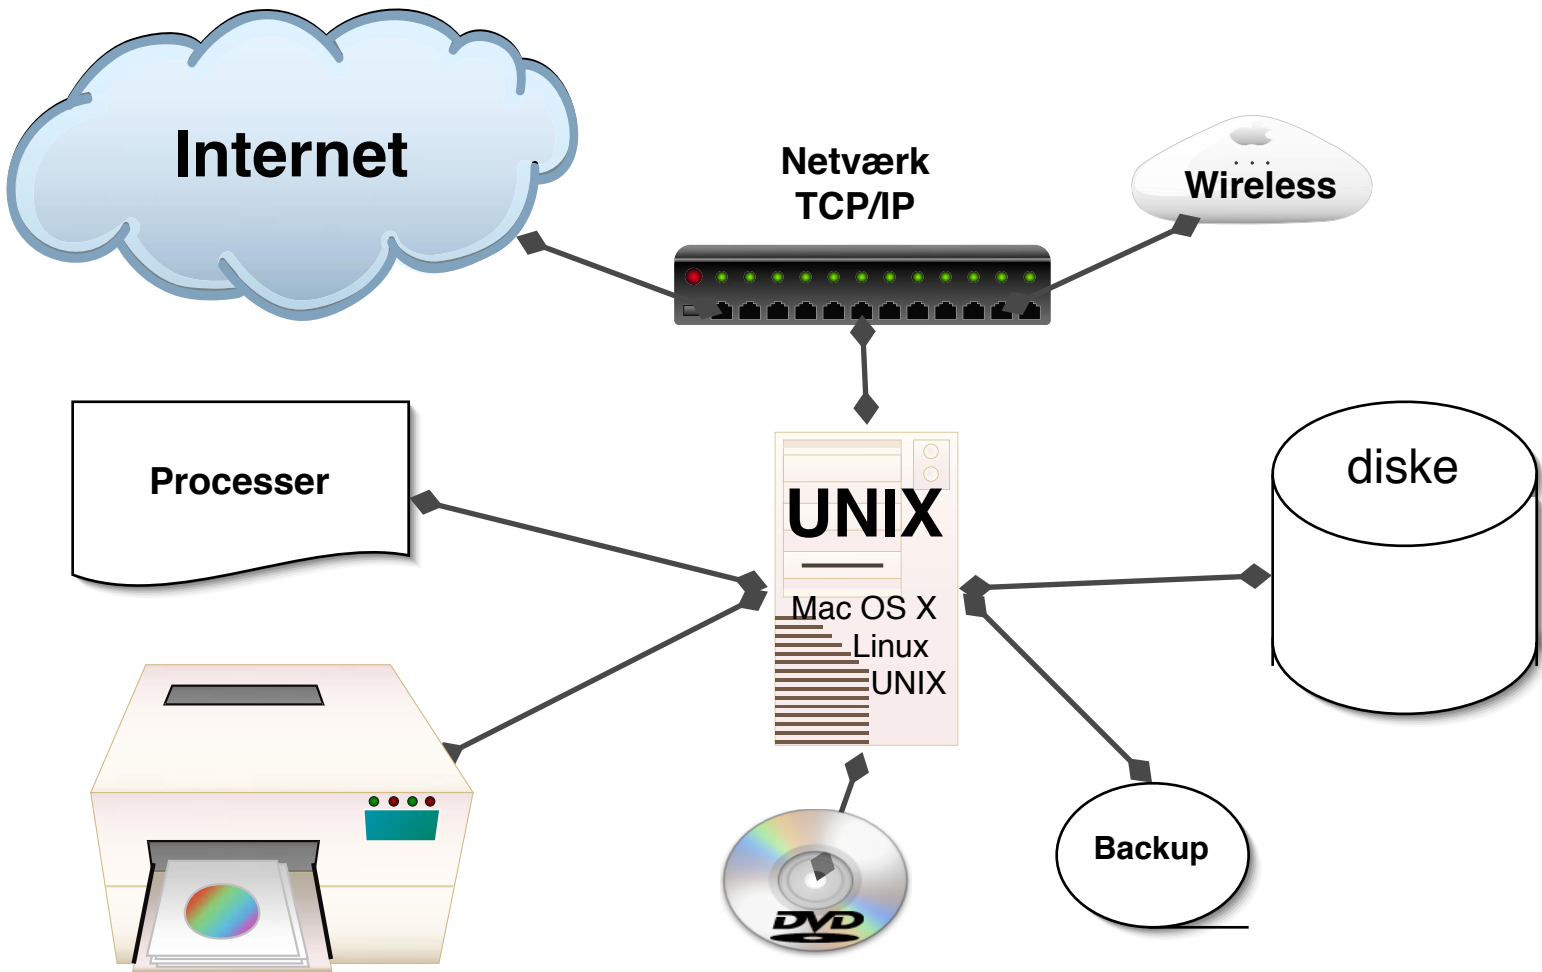 Internet
Netværk
TCP/IP
Wireless
Processer
UNIX
Mac OS X
Linux
UNIX
diske
Backup
DVD